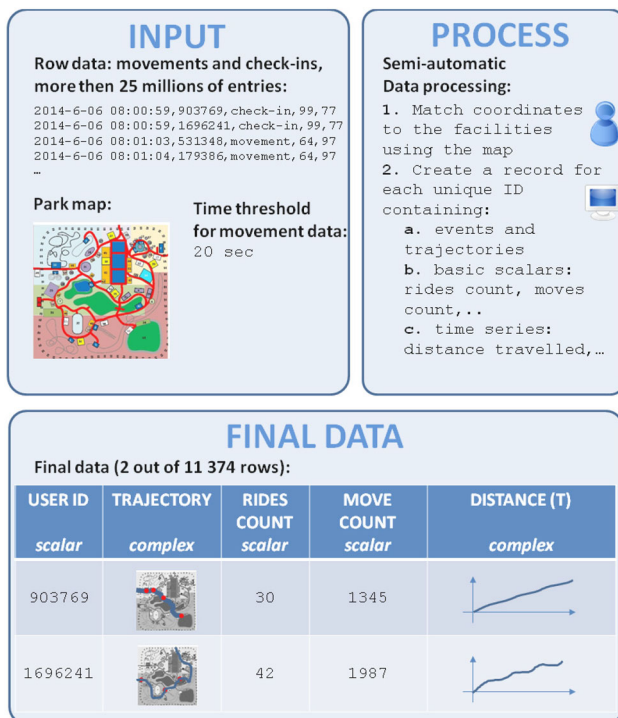 INPUT
Row data: movements and check-ins,
more then 25 millions of entries:
2014-6-06 08:00:59,903769,check-in,99,77
2014-6-06 08:00:59,1696241,check-in,99,77
2014-6-06 08:01:03,531348,movement,64,97
2014-6-06 08:01:04,179386,movement,64,97
…
Park map:
Time threshold
for movement data:
20 sec
PROCESS
Semi-automatic
Data processing:
1. Match coordinates
to the facilities
using the map
2. Create a record for
each unique ID
containing:
a. events and
trajectories
b. basic scalars:
rides count, moves
count,..
c. time series:
distance travelled,…
FINAL DATA
Final data (2 out of 11 374 rows):
USER ID TRAJECTORY RIDES MOVE DISTANCE (T)
COUNT COUNT
scalar complex scalar scalar complex
903769 30 1345
1696241 42 1987